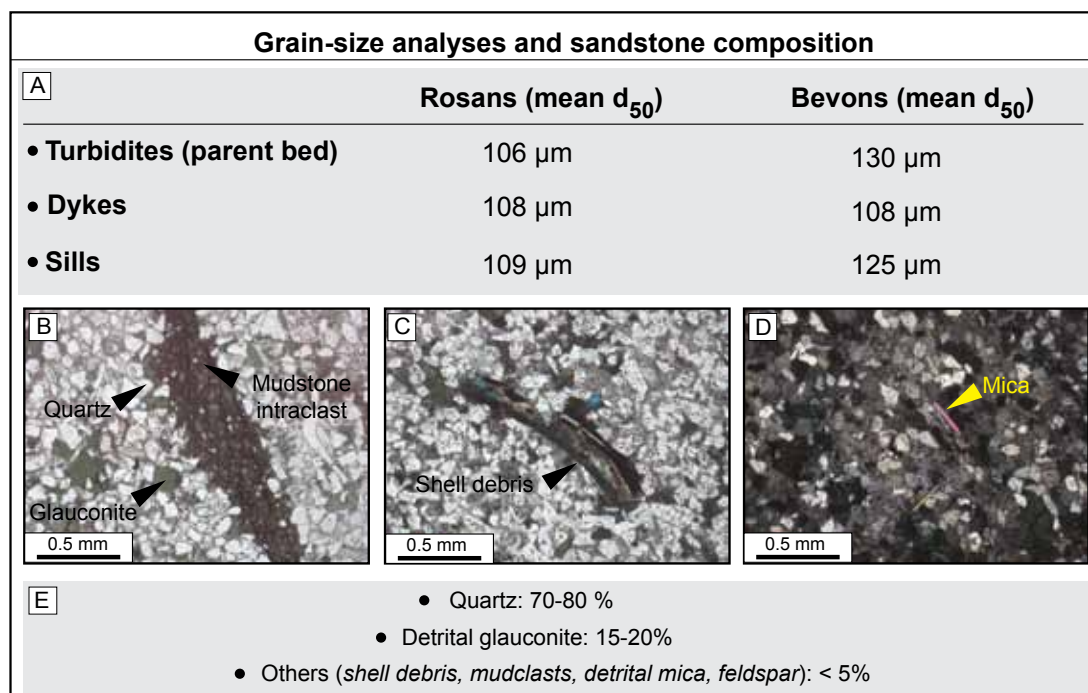 Grain-size analyses and sandstone composition
A
Rosans (mean d50)
Bevons (mean d50)
• Turbidites (parent bed)
106 µm
130 µm
• Dykes
108 µm
108 µm
• Sills
109 µm
125 µm
B
Quartz
Mudstone
intraclast
Glauconite
0.5 mm
C
Shell debris
0.5 mm
D
Mica
0.5 mm
E
• Quartz: 70-80 %
• Detrital glauconite: 15-20%
• Others (shell debris, mudclasts, detrital mica, feldspar): < 5%